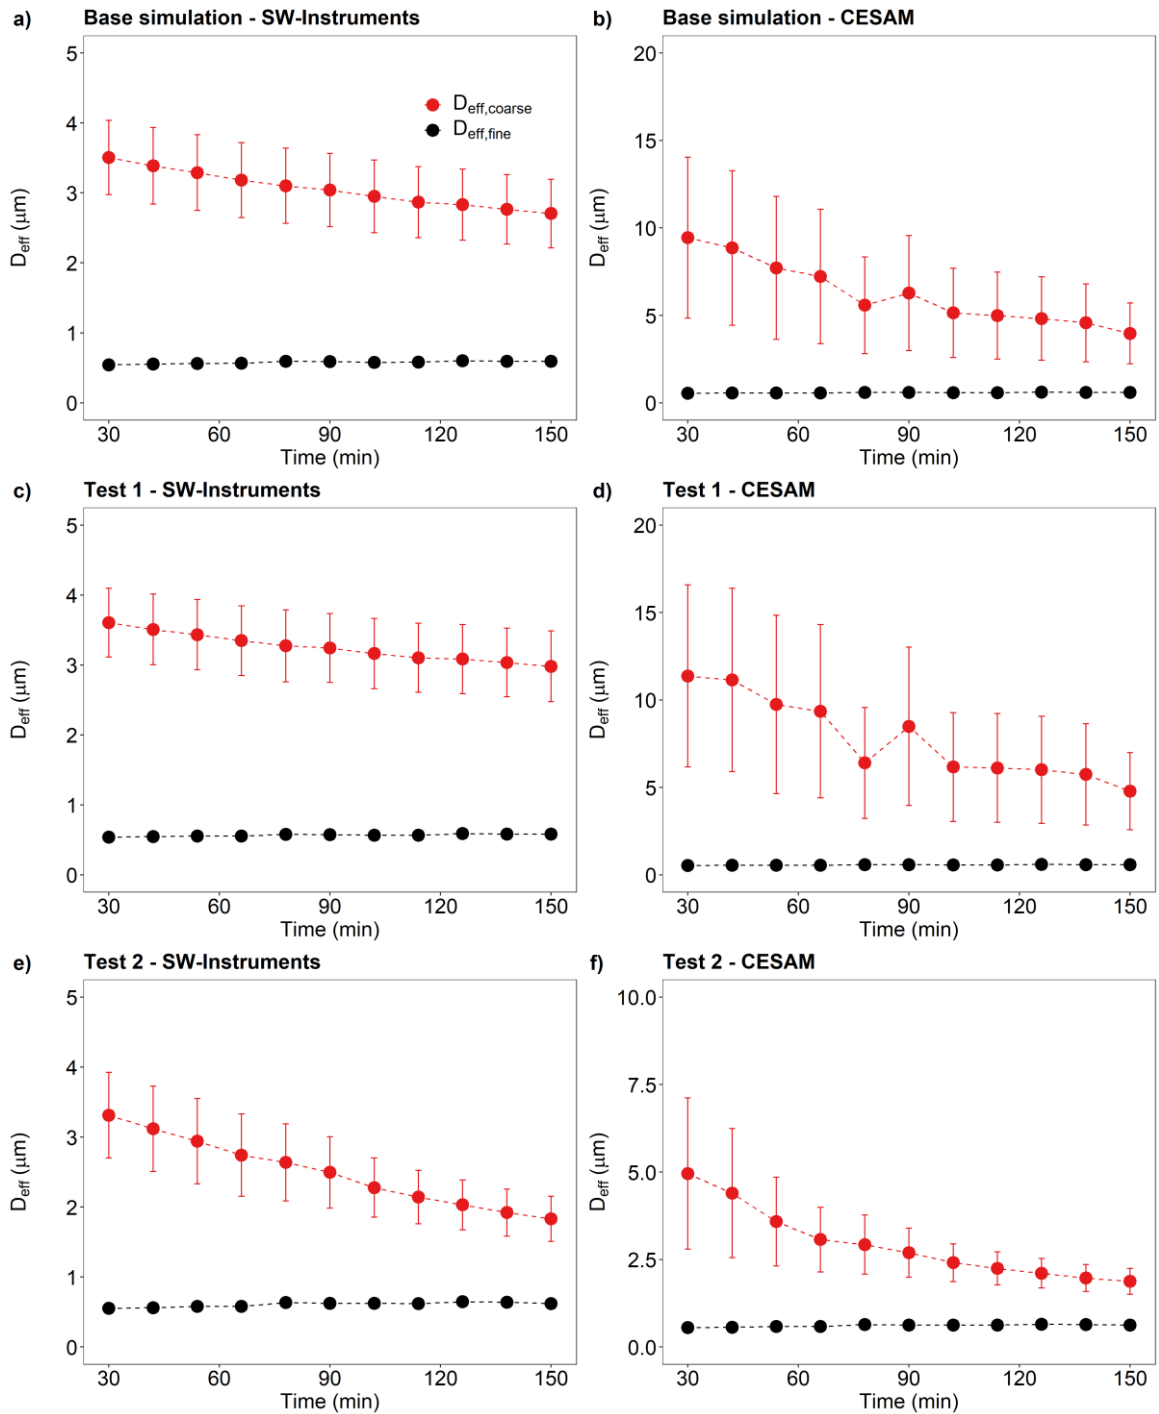 a) Base simulation - SW-Instruments
5
4
3
2
1
0
D_eff (μm)
D_eff,coarse
D_eff,fine
30 60 90 120 150
Time (min)
b) Base simulation - CESAM
20
15
10
5
0
D_eff (μm)
30 60 90 120 150
Time (min)
c) Test 1 - SW-Instruments
5
4
3
2
1
0
D_eff (μm)
30 60 90 120 150
Time (min)
d) Test 1 - CESAM
20
15
10
5
0
D_eff (μm)
30 60 90 120 150
Time (min)
e) Test 2 - SW-Instruments
5
4
3
2
1
0
D_eff (μm)
30 60 90 120 150
Time (min)
f) Test 2 - CESAM
10.0
7.5
5.0
2.5
0.0
D_eff (μm)
30 60 90 120 150
Time (min)